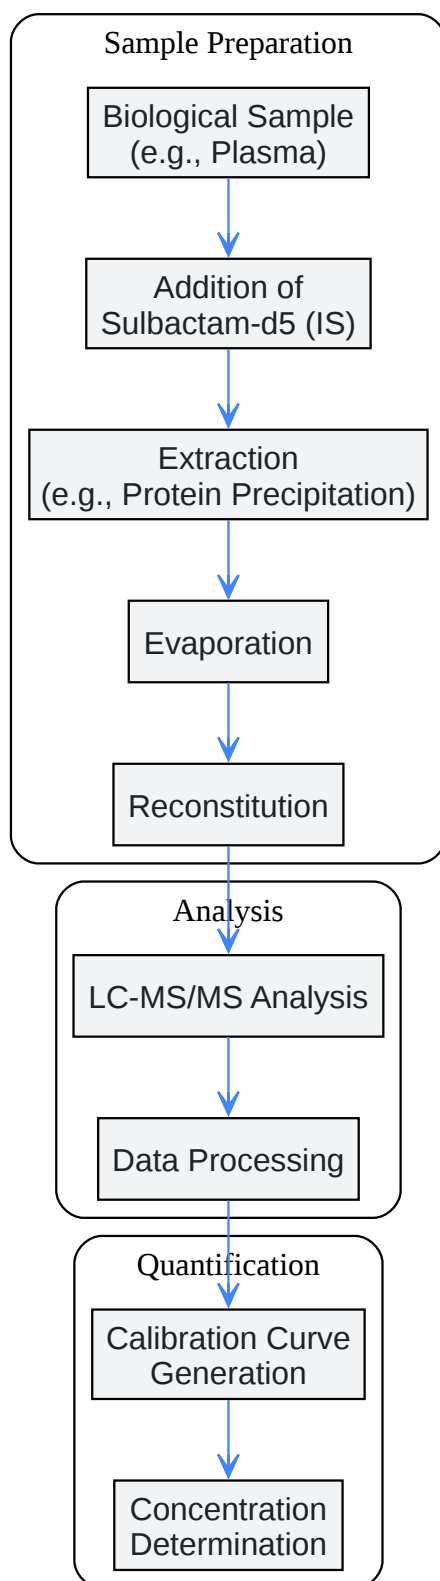 Sample Preparation
Biological Sample
(e.g., Plasma)
Addition of
Sulbactam-d5 (IS)
Extraction
(e.g., Protein Precipitation)
Evaporation
Reconstitution
Analysis
LC-MS/MS Analysis
Data Processing
Quantification
Calibration Curve
Generation
Concentration
Determination